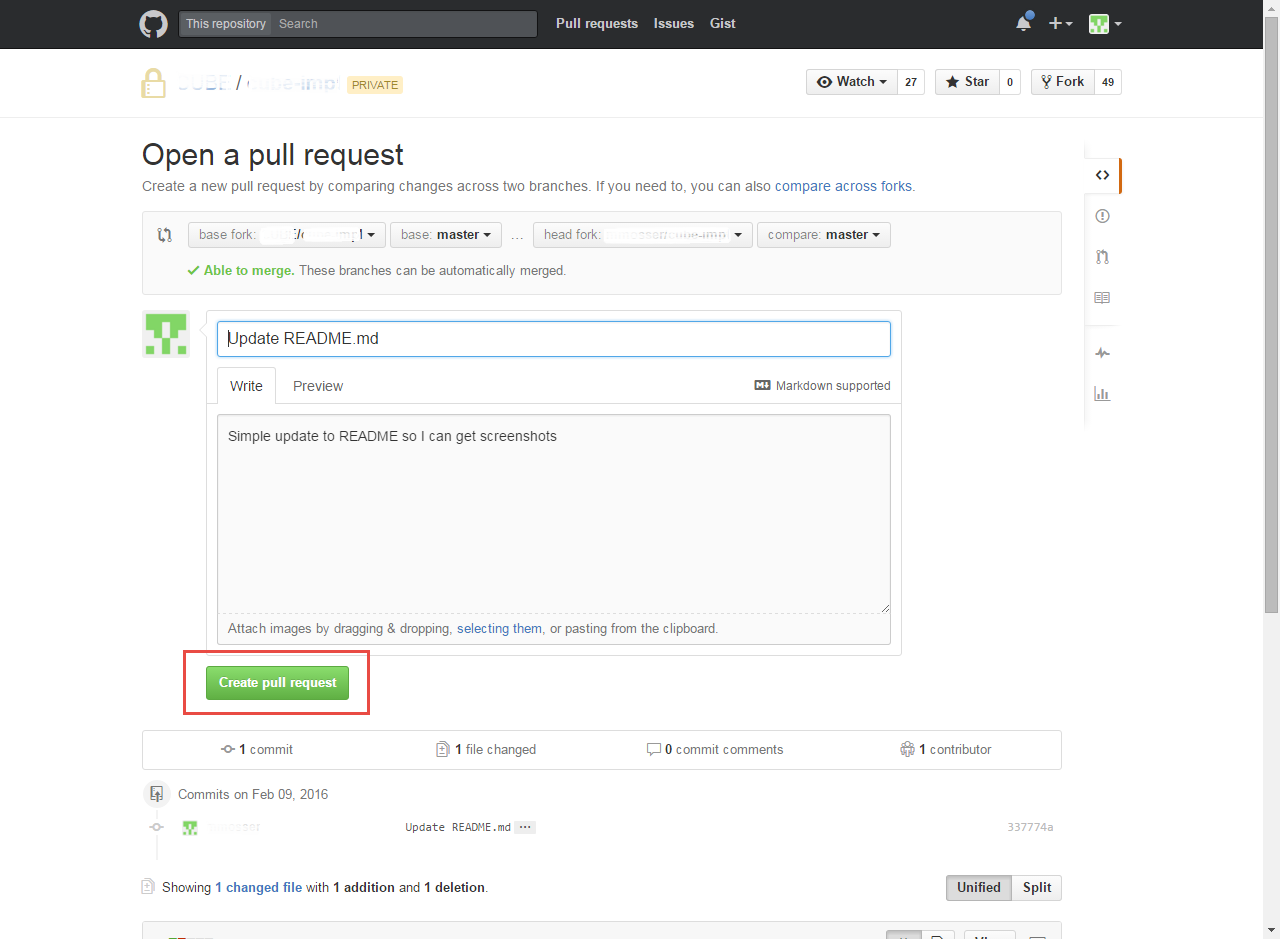 This repository Search Pull requests Issues Gist
/ PRIVATE Watch 27 Star 0 Fork 49
Open a pull request
Create a new pull request by comparing changes across two branches. If you need to, you can also compare across forks.
base fork: base: master ... head fork: compare: master
Able to merge. These branches can be automatically merged.
Update README.md
Write Preview Markdown supported
Simple update to README so I can get screenshots
Attach images by dragging & dropping, selecting them, or pasting from the clipboard.
Create pull request
1 commit 1 file changed 0 commit comments 1 contributor
Commits on Feb 09, 2016
Update README.md ... 337774a
Showing 1 changed file with 1 addition and 1 deletion.
Unified Split